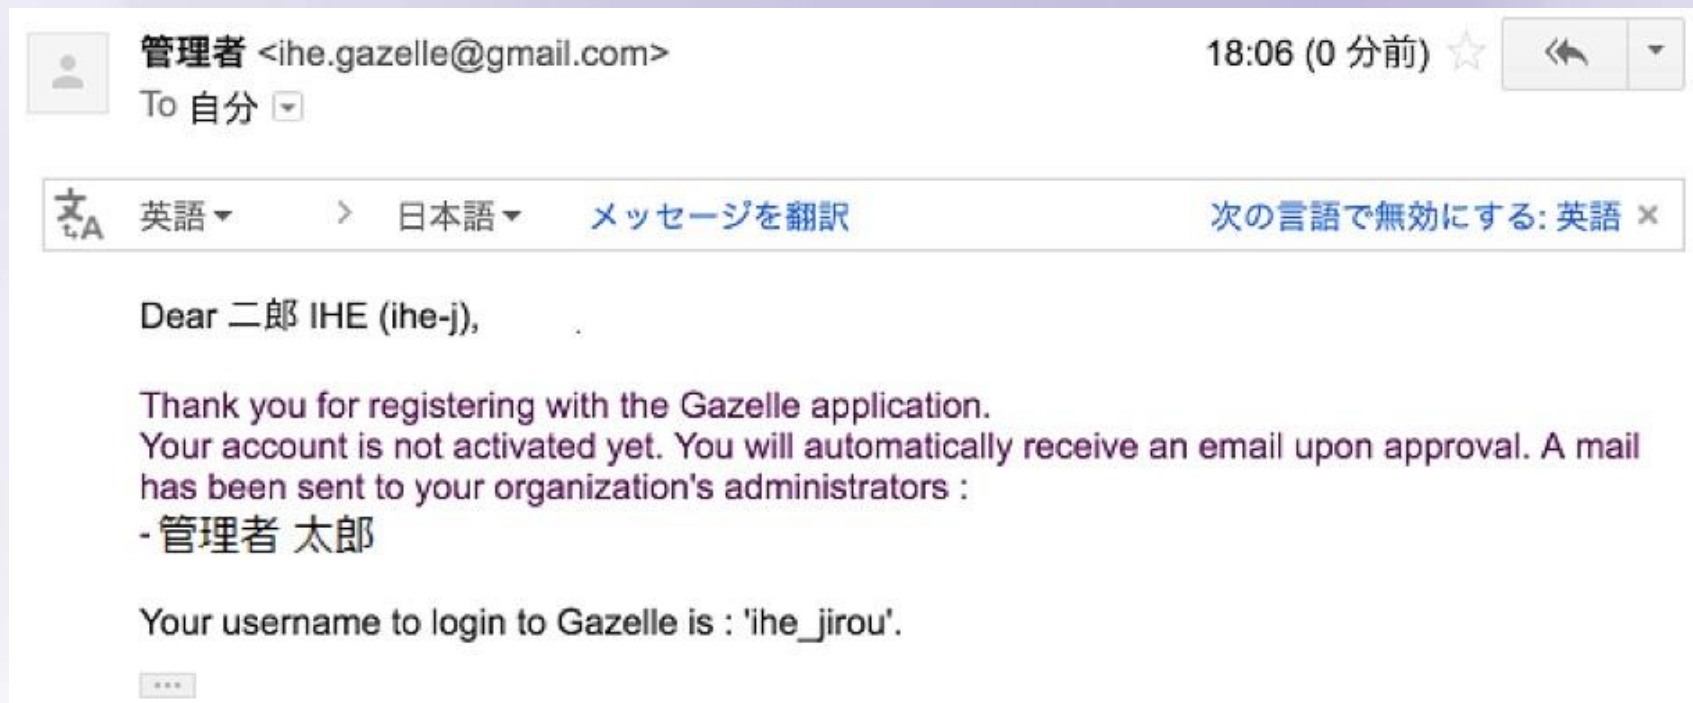 管理者 <ihe.gazelle@gmail.com> 18:06 (0 分前)
To 自分
文A 英語 > 日本語 メッセージを翻訳 次の言語で無効にする: 英語 ×
Dear 二郎 IHE (ihe-j),
Thank you for registering with the Gazelle application.
Your account is not activated yet. You will automatically receive an email upon approval. A mail
has been sent to your organization's administrators :
- 管理者 太郎
Your username to login to Gazelle is : 'ihe_jirou'.